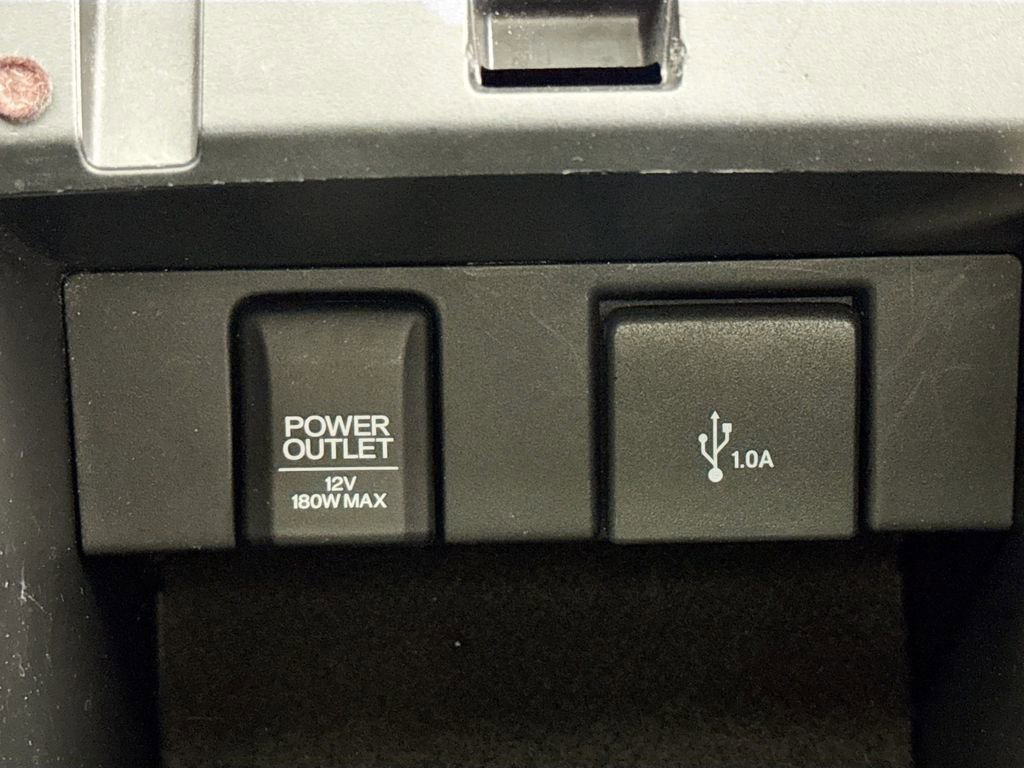 POWER
OUTLET
12V
180W MAX
1.0A